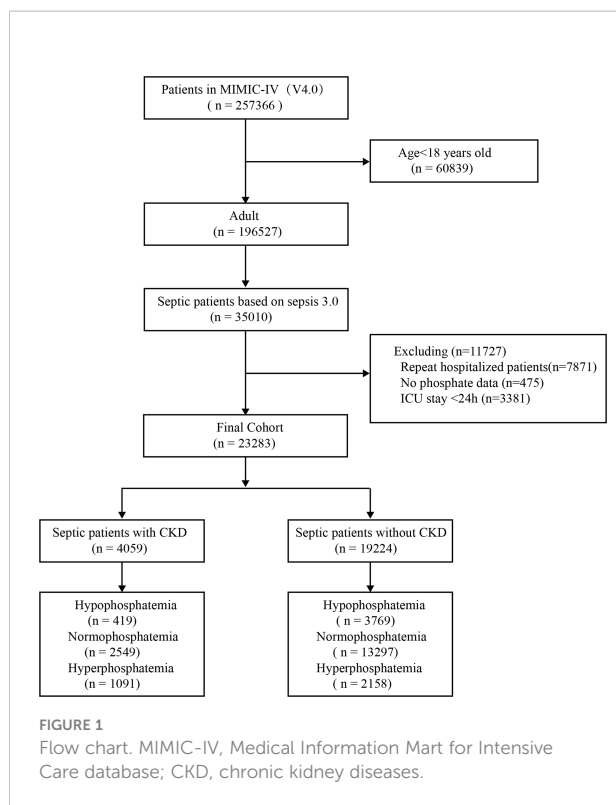 Patients in MIMIC-IV（V4.0）
( n = 257366 )
Age<18 years old
(n = 60839)
Adult
(n = 196527)
Septic patients based on sepsis 3.0
(n = 35010)
Excluding (n=11727)
Repeat hospitalized patients(n=7871)
No phosphate data (n=475)
ICU stay <24h (n=3381)
Final Cohort
(n = 23283)
Septic patients with CKD
(n = 4059)
Septic patients without CKD
(n = 19224)
Hypophosphatemia
(n = 419)
Normophosphatemia
(n = 2549)
Hyperphosphatemia
(n = 1091)
Hypophosphatemia
( n = 3769)
Normophosphatemia
( n = 13297)
Hyperphosphatemia
( n = 2158)
FIGURE 1
Flow chart. MIMIC-IV, Medical Information Mart for Intensive
Care database; CKD, chronic kidney diseases.